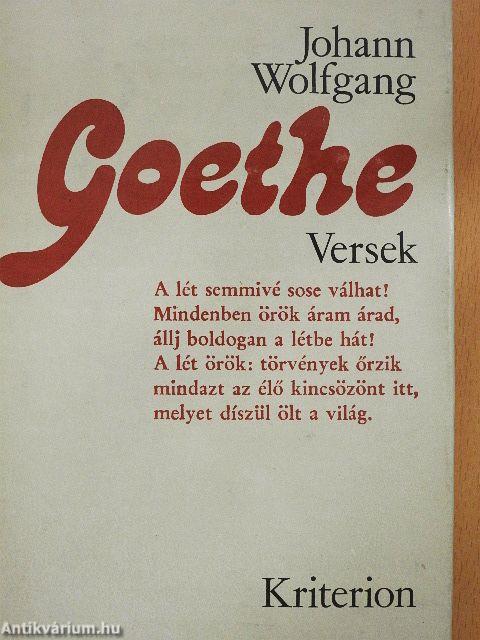 Johann
Wolfgang
Goethe
Versek
A lét semmivé sose válhat!
Mindenben örök áram árad,
állj boldogan a létbe hát!
A lét örök: törvények őrzik
mindazt az élő kincsözönt itt,
melyet díszül ölt a világ.
Kriterion
Antikvárium.hu